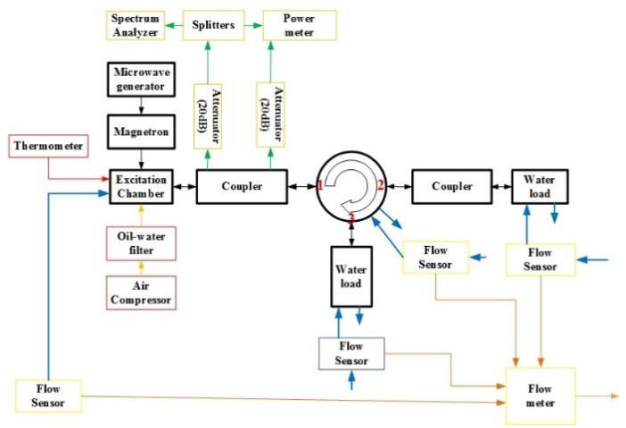 Spectrum
Analyzer
Splitters
Power
meter
Microwave
generator
Attenuator
(20dB)
Attenuator
(20dB)
Magnetron
Thermometer
Excitation
Chamber
Coupler
1
2
3
Coupler
Water
load
Oil-water
filter
Flow
Sensor
Flow
Sensor
Water
load
Air
Compressor
Flow
Sensor
Flow
Sensor
Flow
meter